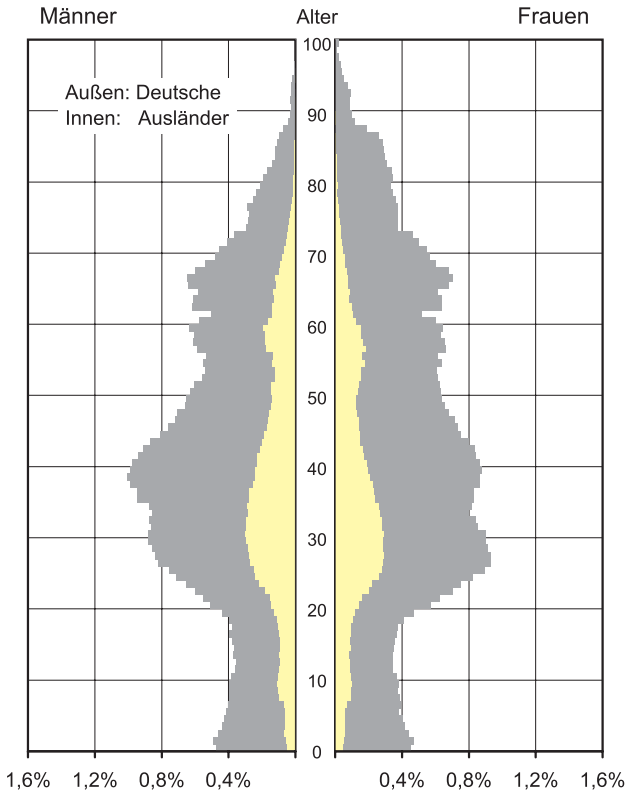 Männer Alter Frauen
100
Außen: Deutsche
Innen: Ausländer
90
80
70
60
50
40
30
20
10
0
1,6% 1,2% 0,8% 0,4% 0,4% 0,8% 1,2% 1,6%